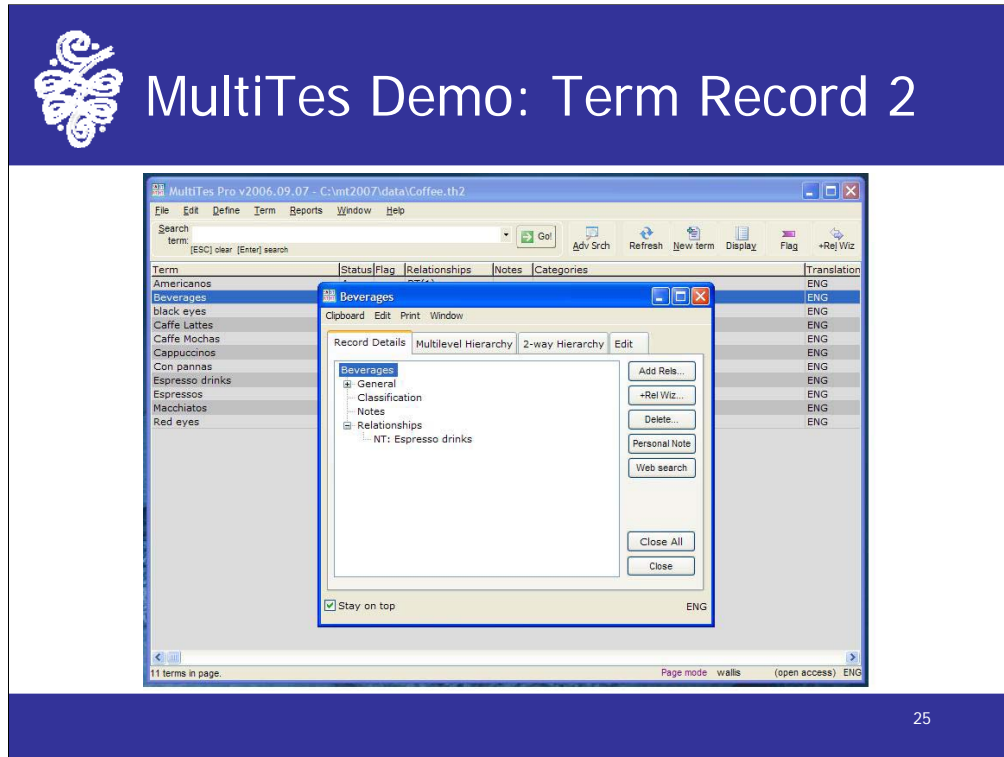 MultiTes Demo: Term Record 2
MultiTes Pro v2006.09.07 - C:\mt2007\data\Coffee.th2
File Edit Define Term Reports Window Help
Search term:
[ESC] clear [Enter] search
Go!
Adv Srch Refresh New term Display Flag +Rel Wiz
Term Status Flag Relationships Notes Categories Translation
Americanos ENG
Beverages ENG
black eyes ENG
Caffe Lattes ENG
Caffe Mochas ENG
Cappuccinos ENG
Con pannas ENG
Espresso drinks ENG
Espressos ENG
Macchiatos ENG
Red eyes ENG
Beverages
Clipboard Edit Print Window
Record Details Multilevel Hierarchy 2-way Hierarchy Edit
Beverages
General
Classification
Notes
Relationships
NT: Espresso drinks
Add Rels...
+Rel Wiz...
Delete...
Personal Note
Web search
Close All
Close
Stay on top ENG
11 terms in page. Page mode wallis (open access) ENG
25